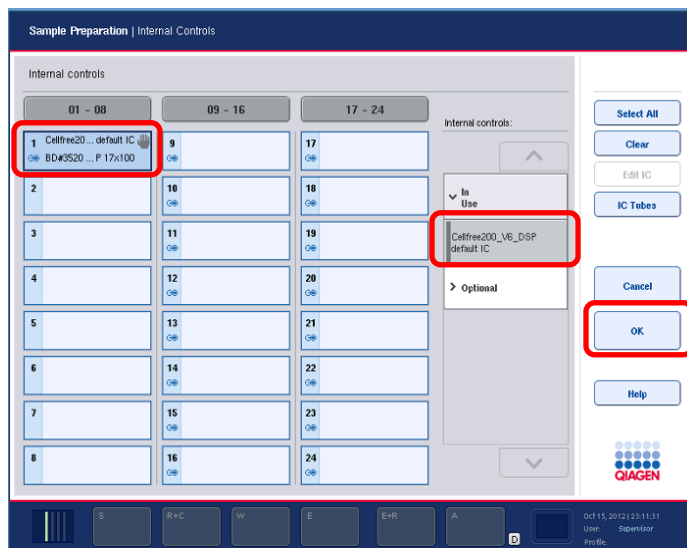 Sample Preparation | Internal Controls
Internal controls
01 - 08
09 - 16
17 - 24
Internal controls:
1 Cellfree20 ... default IC
BD#3520 ... P 17x100
2
3
4
5
6
7
8
9
10
11
12
13
14
15
16
17
18
19
20
21
22
23
24
In
Use
Cellfree200_V6_DSP
default IC
Optional
Select All
Clear
Edit IC
IC Tubes
Cancel
OK
Help
QIAGEN
S
R+C
W
E
E+R
A
D
Oct 15, 2012 | 23:11:31
User: Supervisor
Profile: